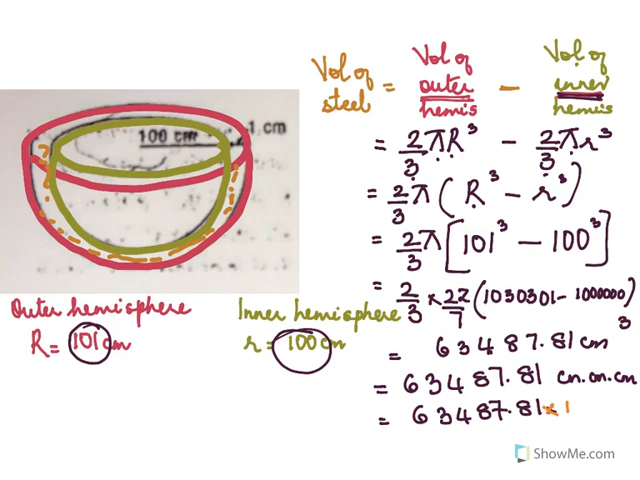 Vol of steel = Vol of outer hemis - Vol of inner hemis
= 2/3 πR³ - 2/3 πr³
= 2/3 π (R³ - r³)
= 2/3 π [101³ - 100³]
= 2/3 × 22/7 (1030301 - 1000000)
= 63487.81 cm³
= 63487.81 cm.cm.cm
= 63487.81 × 1
100 cm
1 cm
Outer hemisphere
R = 101 cm
Inner hemisphere
r = 100 cm
ShowMe.com